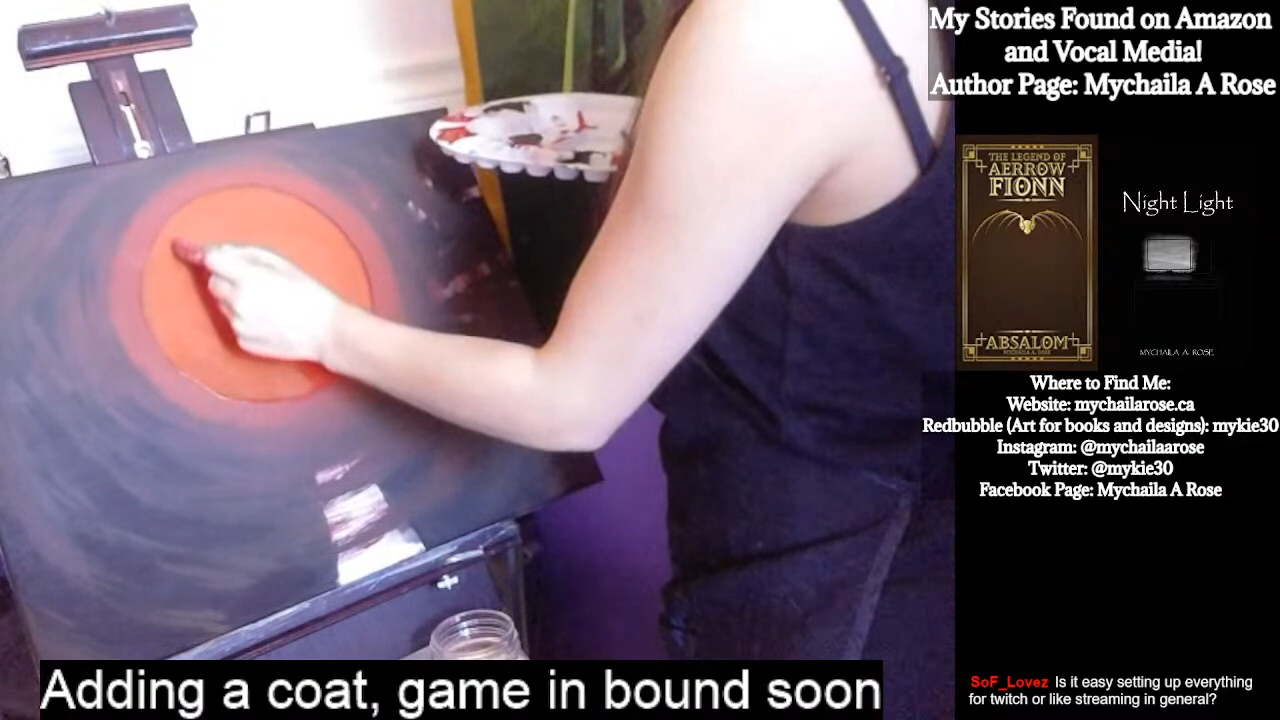 My Stories Found on Amazon
and Vocal Media!
Author Page: Mychaila A Rose
THE LEGEND OF
AERROW
FIONN
ABSALOM
MYCHAILA A. ROSE
Night Light
MYCHAILA A. ROSE
Where to Find Me:
Website: mychailarose.ca
Redbubble (Art for books and designs): mykie30
Instagram: @mychailaarose
Twitter: @mykie30
Facebook Page: Mychaila A Rose
Adding a coat, game in bound soon
SoF_Lovez Is it easy setting up everything
for twitch or like streaming in general?